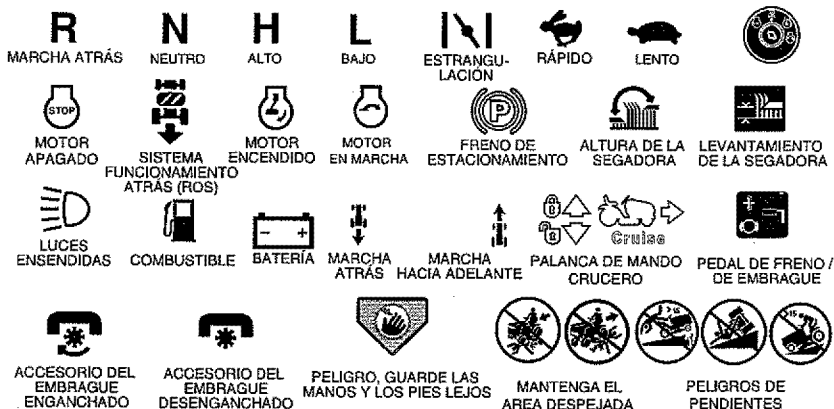 R N H L
MARCHA ATRÁS NEUTRO ALTO BAJO ESTRANGU-
LACIÓN RÁPIDO LENTO
STOP
MOTOR
APAGADO
SISTEMA
FUNCIONAMIENTO
ATRÁS (ROS)
MOTOR
ENCENDIDO
MOTOR
EN MARCHA
P
FRENO DE
ESTACIONAMIENTO
ALTURA DE LA
SEGADORA
LEVANTAMIENTO
DE LA SEGADORA
LUCES
ENSENDIDAS
COMBUSTIBLE
- +
BATERÍA
MARCHA
ATRÁS
MARCHA
HACIA ADELANTE
Cruise
PALANCA DE MANDO
CRUCERO
PEDAL DE FRENO /
DE EMBRAGUE
ACCESORIO DEL
EMBRAGUE
ENGANCHADO
ACCESORIO DEL
EMBRAGUE
DESENGANCHADO
PELIGRO, GUARDE LAS
MANOS Y LOS PIES LEJOS
MANTENGA EL
AREA DESPEJADA
15
PELIGROS DE
PENDIENTES